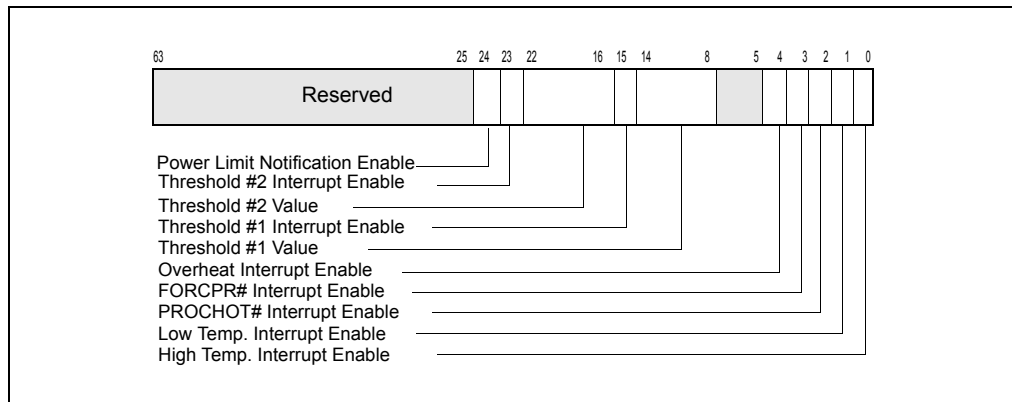 63 25 24 23 22 16 15 14 8 5 4 3 2 1 0
Reserved
Power Limit Notification Enable
Threshold #2 Interrupt Enable
Threshold #2 Value
Threshold #1 Interrupt Enable
Threshold #1 Value
Overheat Interrupt Enable
FORCPR# Interrupt Enable
PROCHOT# Interrupt Enable
Low Temp. Interrupt Enable
High Temp. Interrupt Enable